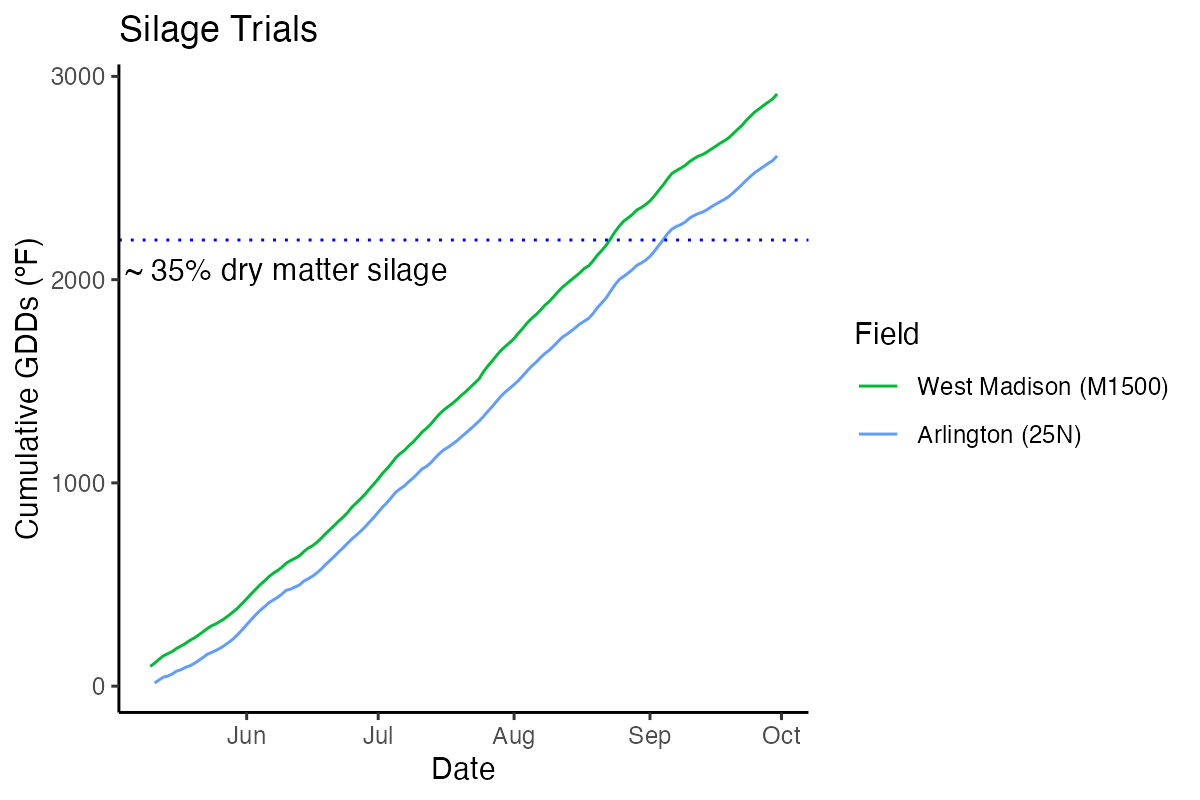 Silage Trials
3000
2000
1000
0
Cumulative GDDs (°F)
~ 35% dry matter silage
Jun Jul Aug Sep Oct
Date
Field
West Madison (M1500)
Arlington (25N)